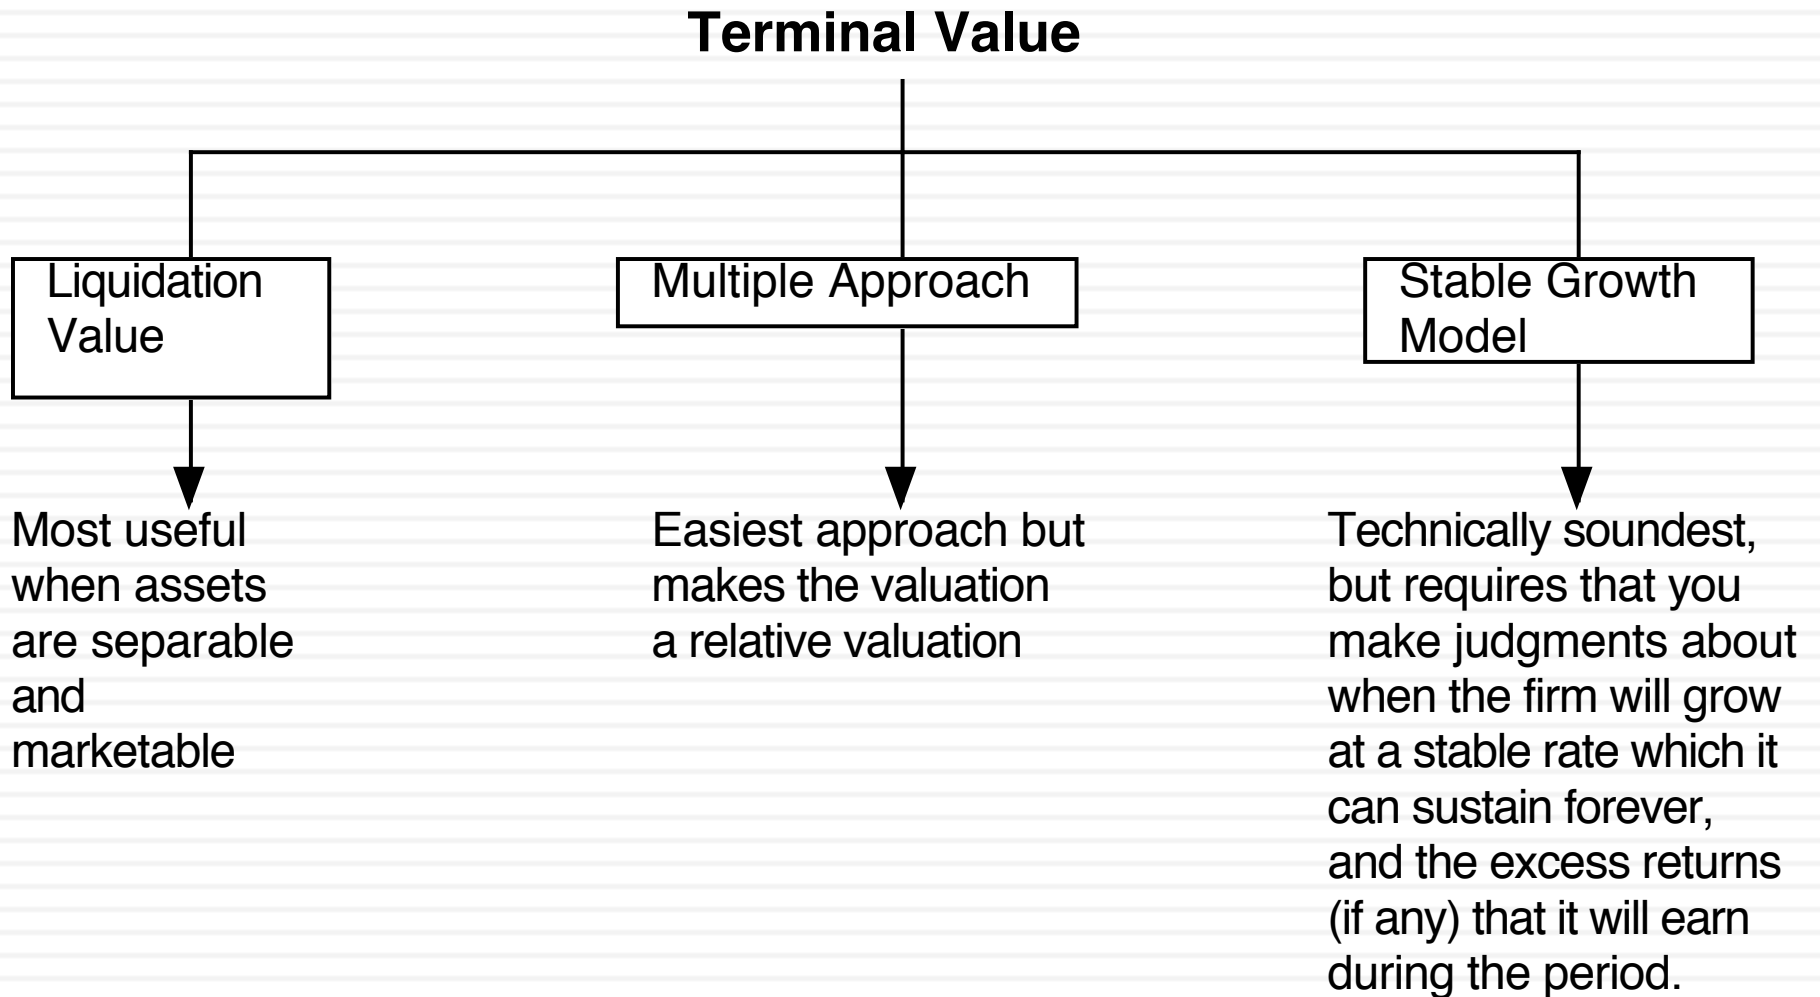 Terminal Value
Liquidation
Value
Multiple Approach
Stable Growth
Model
Most useful
when assets
are separable
and
marketable
Easiest approach but
makes the valuation
a relative valuation
Technically soundest,
but requires that you
make judgments about
when the firm will grow
at a stable rate which it
can sustain forever,
and the excess returns
(if any) that it will earn
during the period.